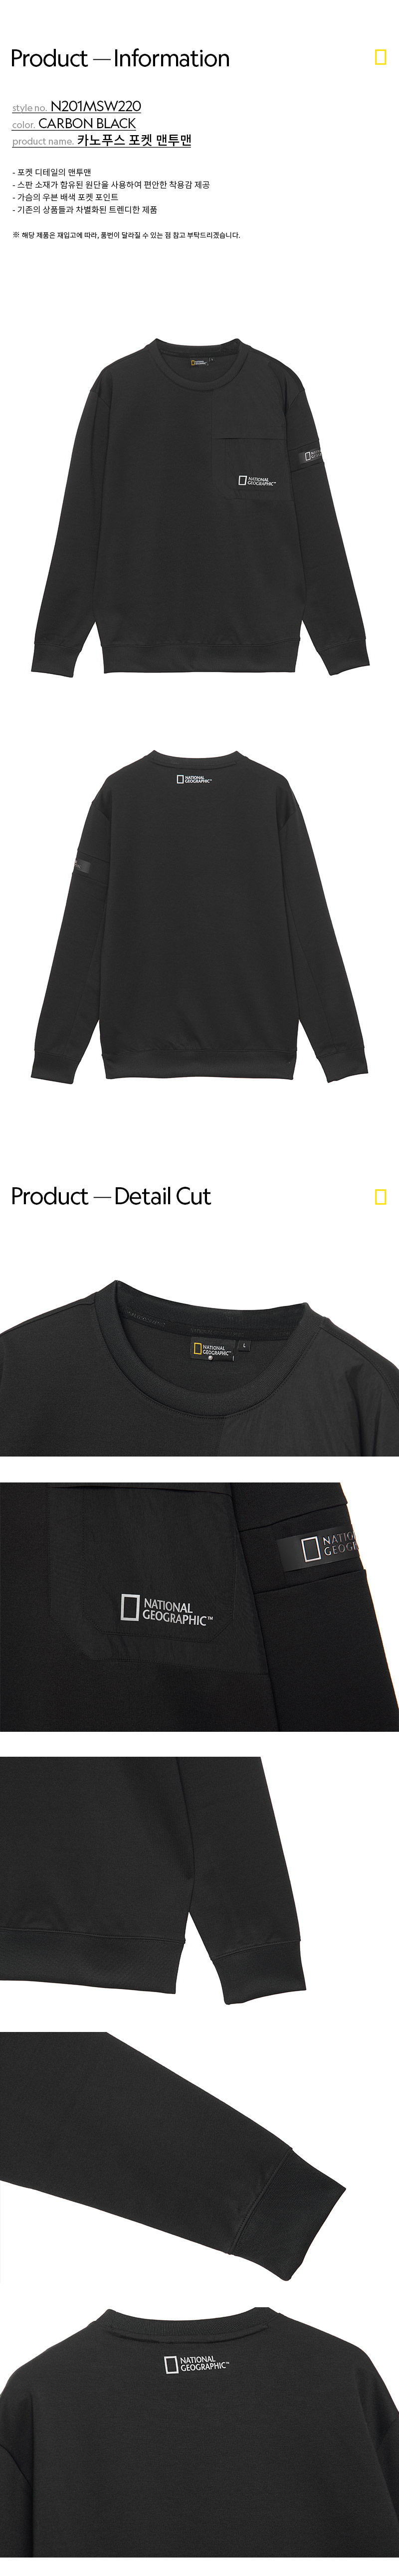 Product — Information
style no. N201MSW220
color. CARBON BLACK
product name. 카노푸스 포켓 맨투맨
- 포켓 디테일의 맨투맨
- 스판 소재가 함유된 원단을 사용하여 편안한 착용감 제공
- 가슴의 우븐 배색 포켓 포인트
- 기존의 상품들과 차별화된 트렌디한 제품
※ 해당 제품은 재입고에 따라, 품번이 달라질 수 있는 점 참고 부탁드리겠습니다.
NATIONAL
GEOGRAPHIC™
NATIONAL
GEOGRAPHIC™
Product — Detail Cut
NATIONAL
GEOGRAPHIC™
L
NATIONAL
GEOGRAPHIC™
NATIO
GEOG
NATIONAL
GEOGRAPHIC™